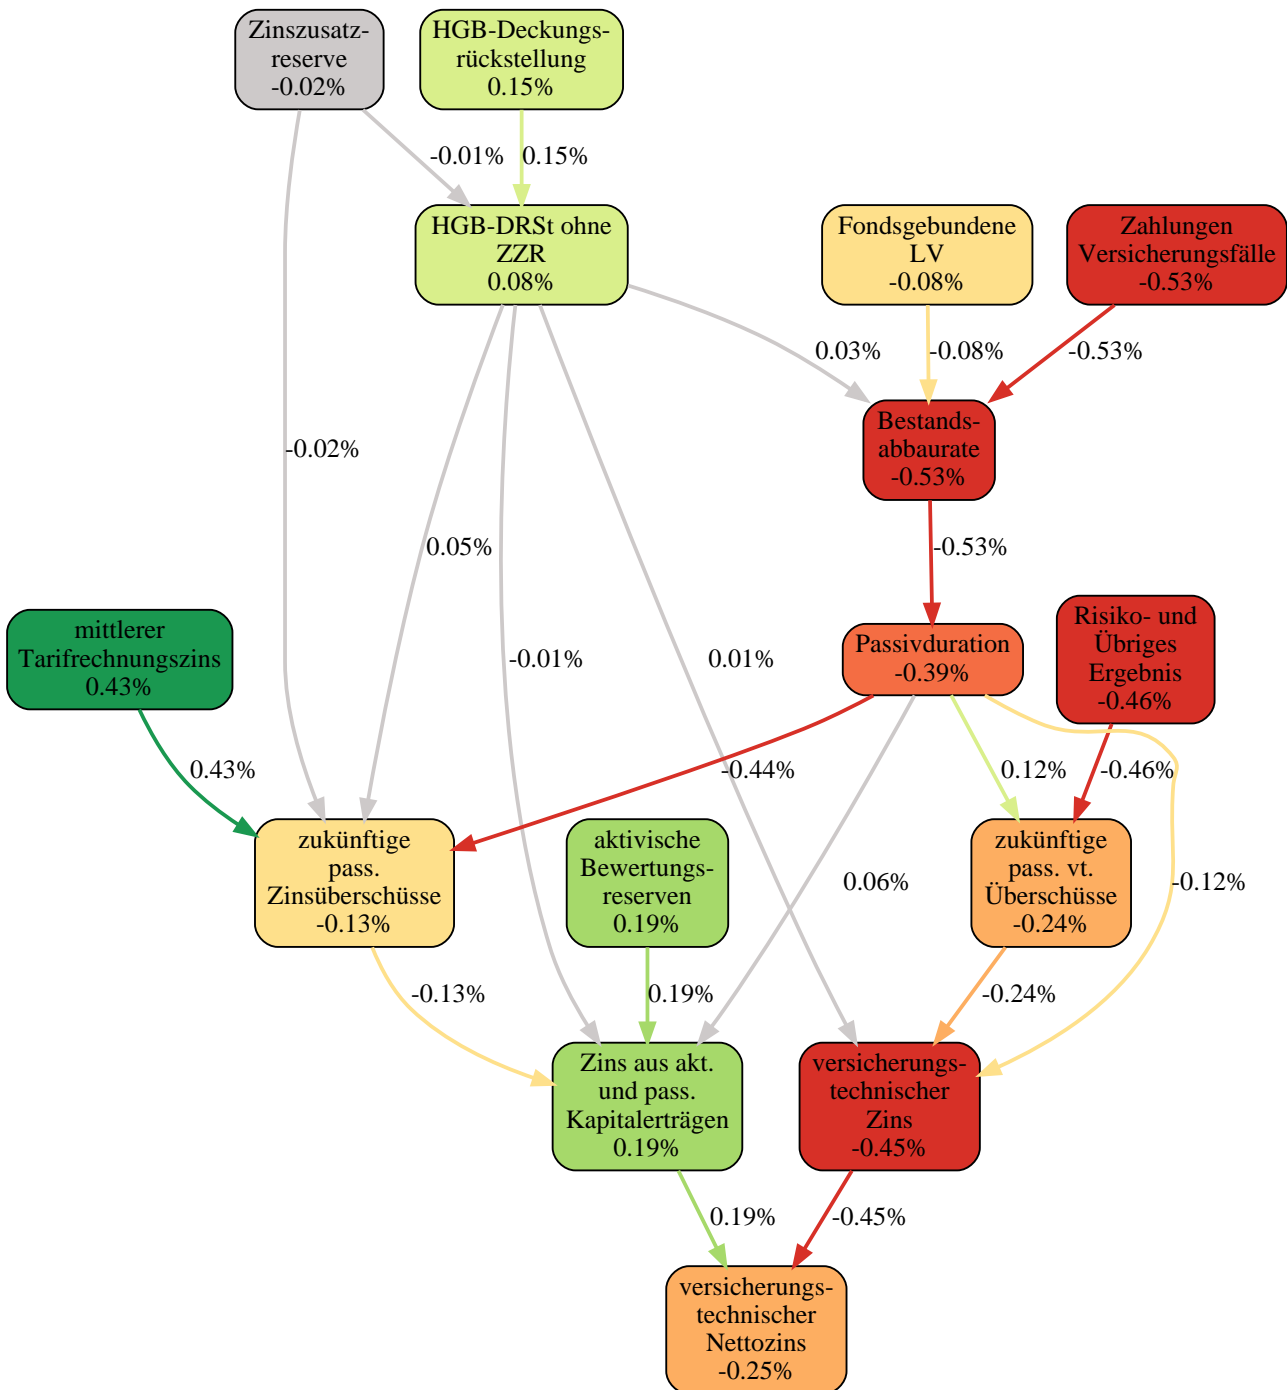 Zinszusatz-
reserve
-0.02%
HGB-Deckungs-
rückstellung
0.15%
-0.01%
0.15%
HGB-DRSt ohne
ZZR
0.08%
Fondsgebundene
LV
-0.08%
Zahlungen
Versicherungsfälle
-0.53%
0.03%
-0.08%
-0.53%
Bestands-
abbaurate
-0.53%
-0.02%
0.05%
-0.53%
mittlerer
Tarifrechnungszins
0.43%
-0.01%
0.01%
Passivduration
-0.39%
Risiko- und
Übriges
Ergebnis
-0.46%
0.43%
-0.44%
0.12%
-0.46%
zukünftige
pass.
Zinsüberschüsse
-0.13%
aktivische
Bewertungs-
reserven
0.19%
0.06%
zukünftige
pass. vt.
Überschüsse
-0.24%
-0.12%
-0.13%
0.19%
-0.24%
Zins aus akt.
und pass.
Kapitalerträgen
0.19%
versicherungs-
technischer
Zins
-0.45%
0.19%
-0.45%
versicherungs-
technischer
Nettozins
-0.25%